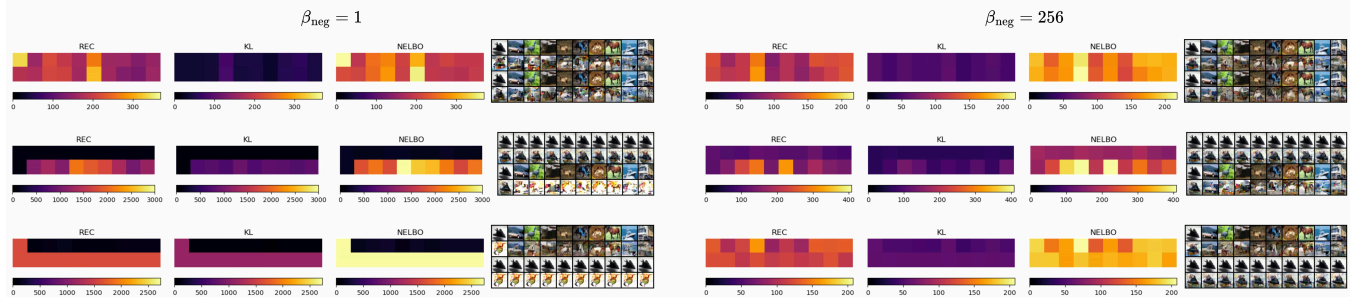 β_neg = 1 β_neg = 256
REC KL NELBO REC KL NELBO
0 100 200 300 0 100 200 300 0 100 200 300 0 50 100 150 200 0 50 100 150 200 0 50 100 150 200
REC KL NELBO REC KL NELBO
0 500 1000 1500 2000 2500 3000 0 500 1000 1500 2000 2500 3000 0 500 1000 1500 2000 2500 3000 0 100 200 300 400 0 100 200 300 400 0 100 200 300 400
REC KL NELBO REC KL NELBO
0 500 1000 1500 2000 2500 0 500 1000 1500 2000 2500 0 500 1000 1500 2000 2500 0 50 100 150 200 0 50 100 150 200 0 50 100 150 200